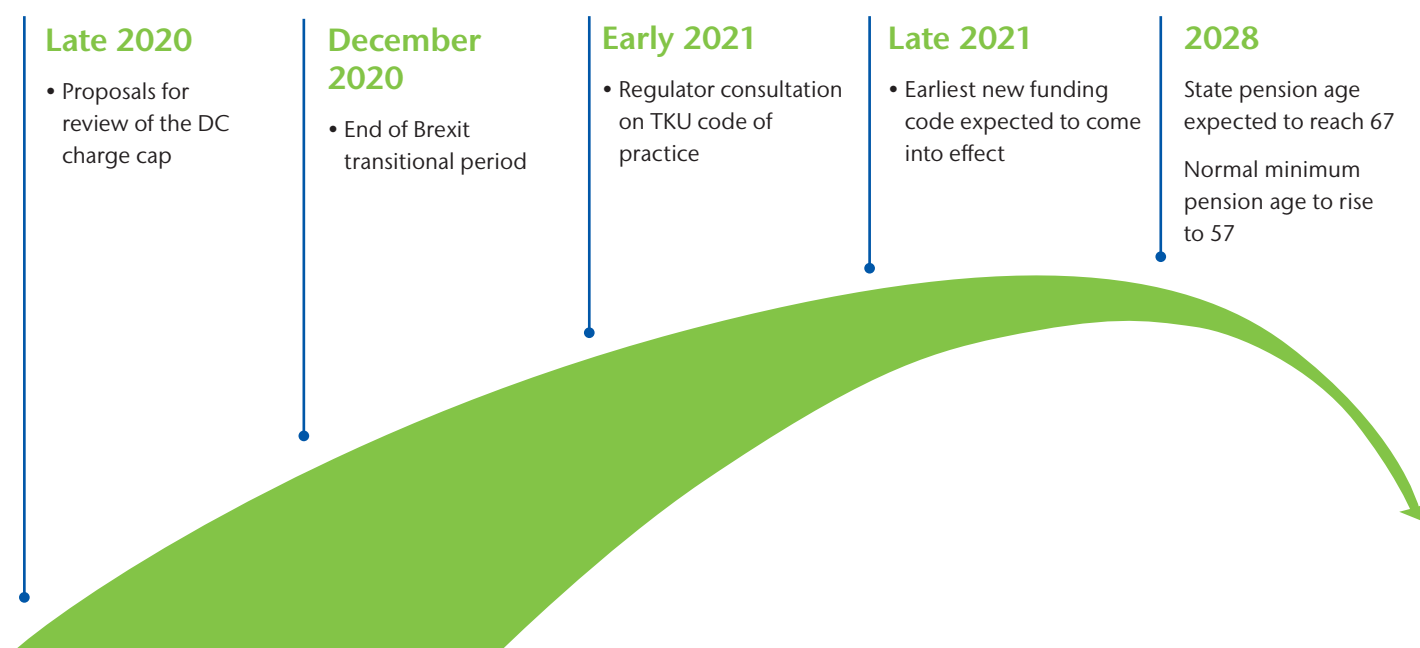 Late 2020
• Proposals for
review of the DC
charge cap
December
2020
• End of Brexit
transitional period
Early 2021
• Regulator consultation
on TKU code of
practice
Late 2021
• Earliest new funding
code expected to come
into effect
2028
State pension age
expected to reach 67
Normal minimum
pension age to rise
to 57